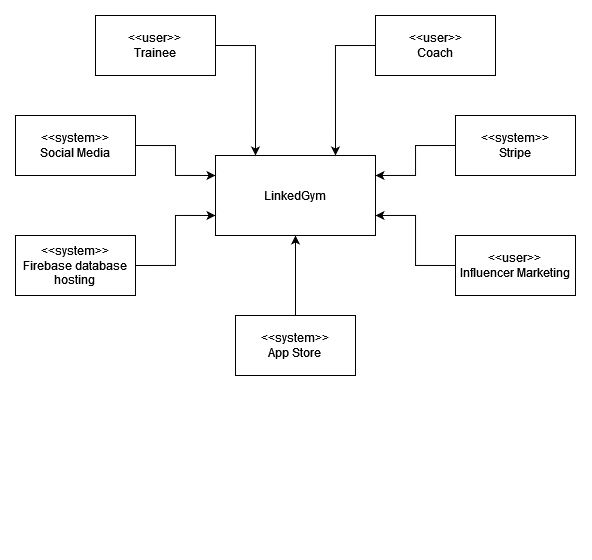 <<user>>
Trainee
<<user>>
Coach
<<system>>
Social Media
<<system>>
Stripe
LinkedGym
<<system>>
Firebase database
hosting
<<user>>
Influencer Marketing
<<system>>
App Store